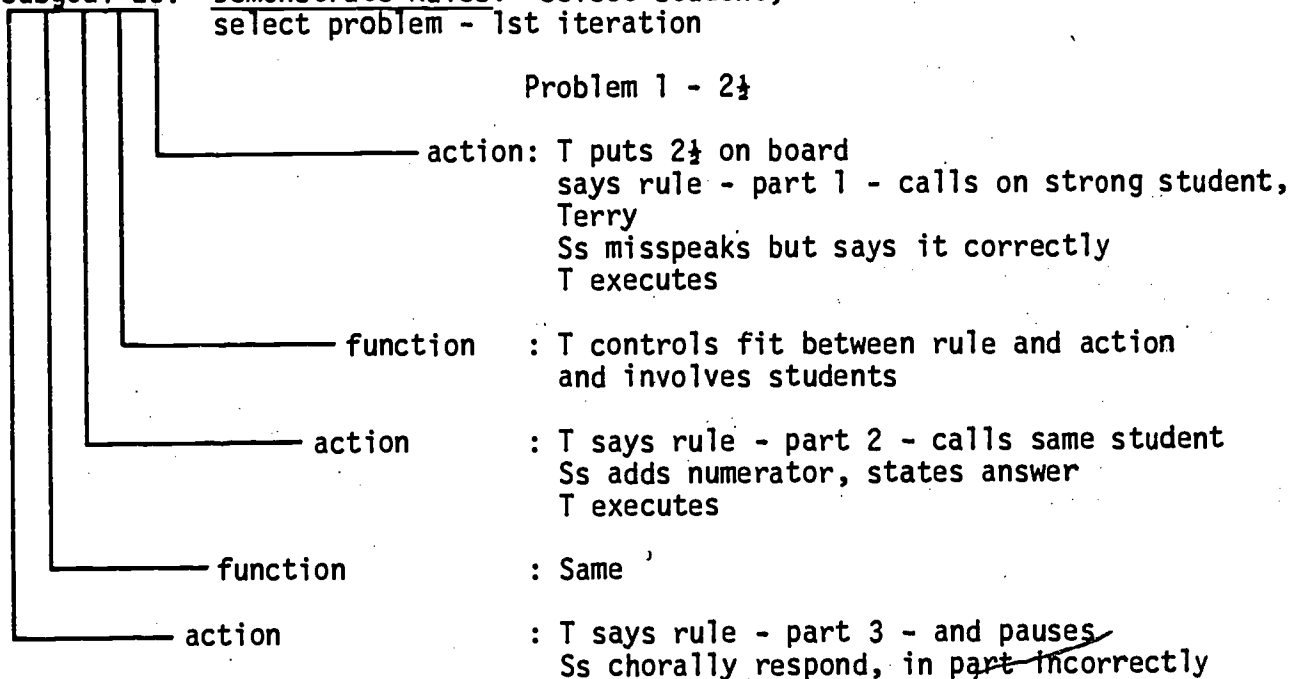 select problem - 1st iteration
Problem 1 - 2½
action: T puts 2½ on board
says rule - part 1 - calls on strong student,
Terry
Ss misspeaks but says it correctly
T executes
function : T controls fit between rule and action
and involves students
action : T says rule - part 2 - calls same student
Ss adds numerator, states answer
T executes
function : Same
action : T says rule - part 3 - and pauses
Ss chorally respond, in part incorrectly